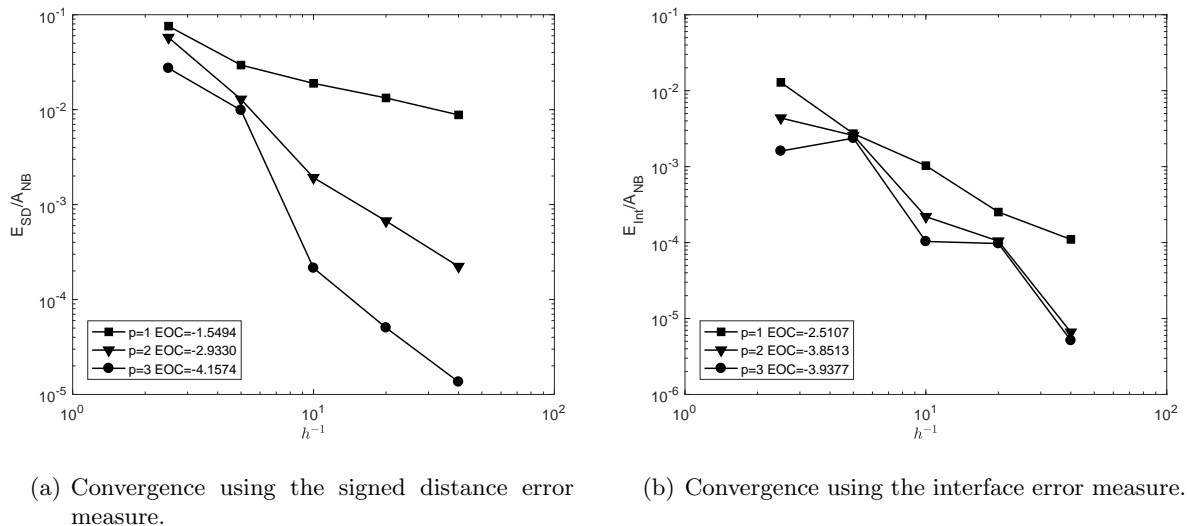 10^-1
10^-2
10^-3
10^-4
10^-5
E_SD/A_NB
p=1 EOC=-1.5494
p=2 EOC=-2.9330
p=3 EOC=-4.1574
10^0
10^1
10^2
h^-1
(a) Convergence using the signed distance error
measure.
10^-1
10^-2
10^-3
10^-4
10^-5
10^-6
E_Int/A_NB
p=1 EOC=-2.5107
p=2 EOC=-3.8513
p=3 EOC=-3.9377
10^0
10^1
10^2
h^-1
(b) Convergence using the interface error measure.